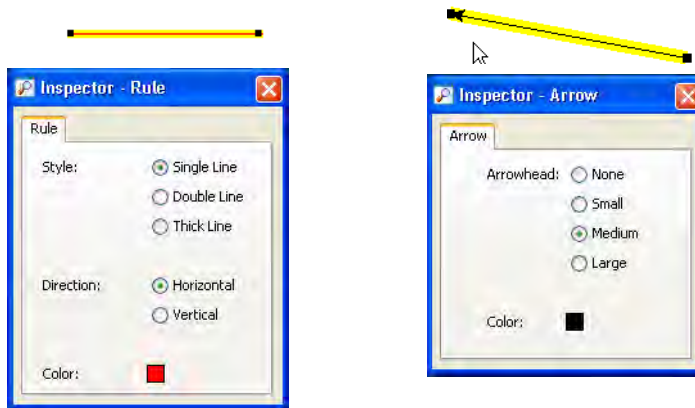 Inspector - Rule
Rule
Style:
Single Line
Double Line
Thick Line
Direction:
Horizontal
Vertical
Color:
Inspector - Arrow
Arrow
Arrowhead:
None
Small
Medium
Large
Color: